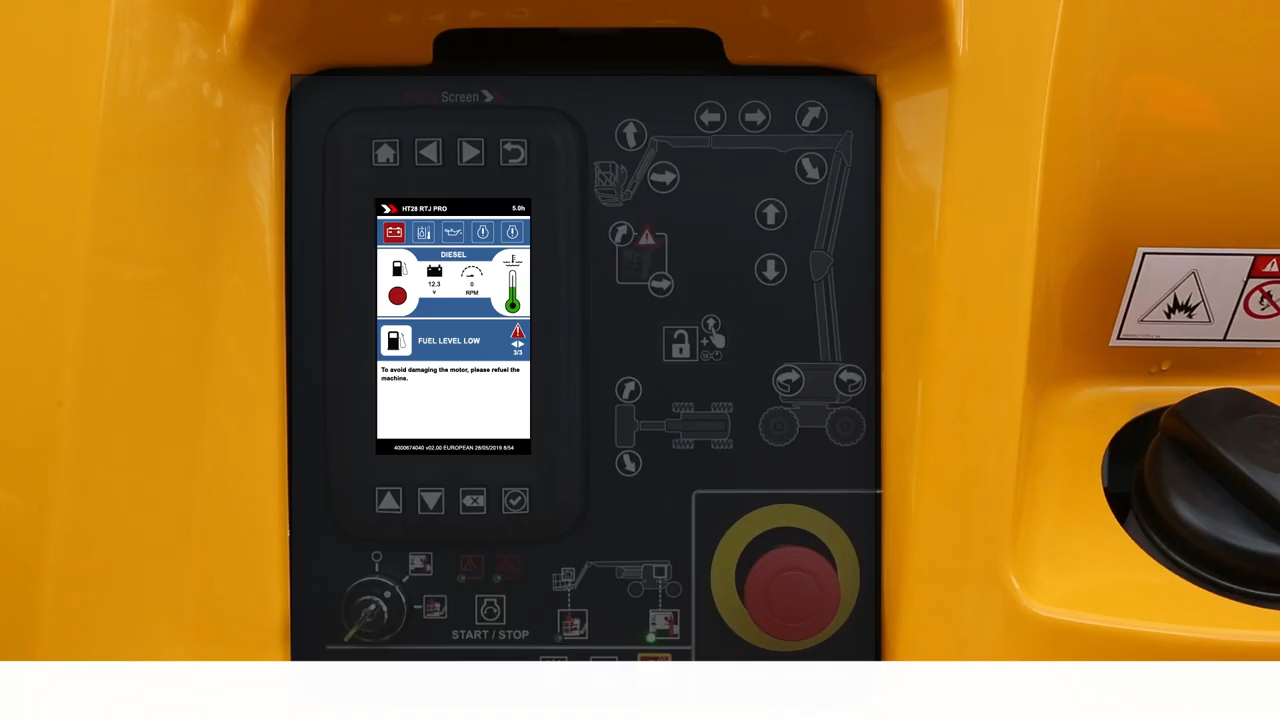 Screen
HT28 RTJ PRO 5.0h
DIESEL
12.3
V
0
RPM
FUEL LEVEL LOW
3/3
To avoid damaging the motor, please refuel the
machine.
4000674040 v02.00 EUROPEAN 28/05/2019 8/54
START / STOP